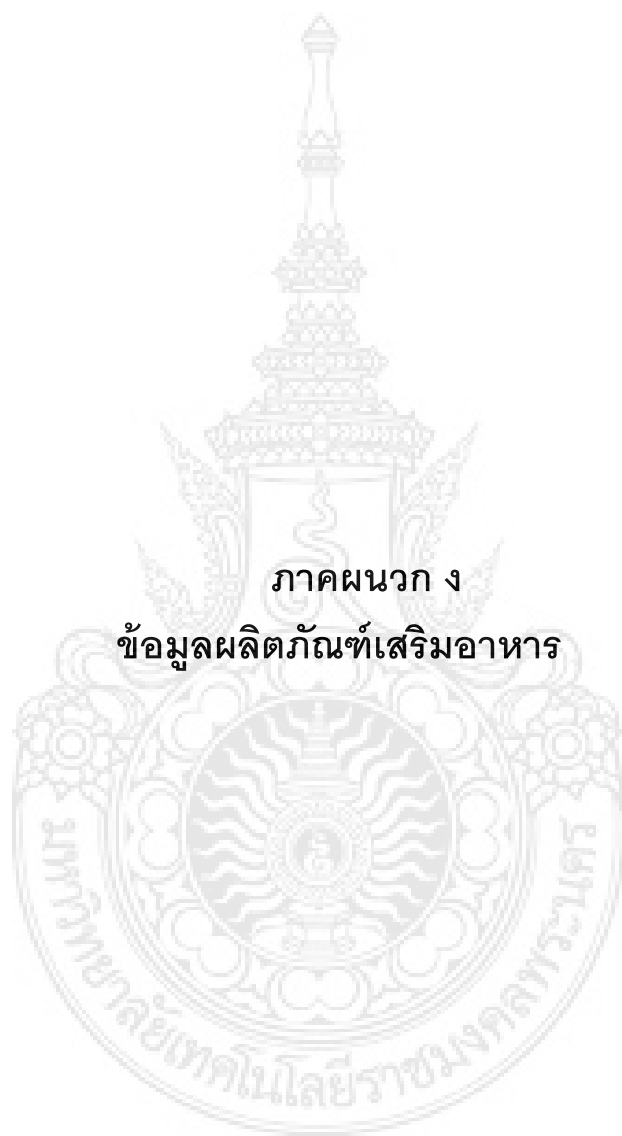 ภาคผนวก ง
ข้อมูลผลิตภัณฑ์เสริมอาหาร
มหาวิทยาลัยเทคโนโลยีราชมงคลพระนคร